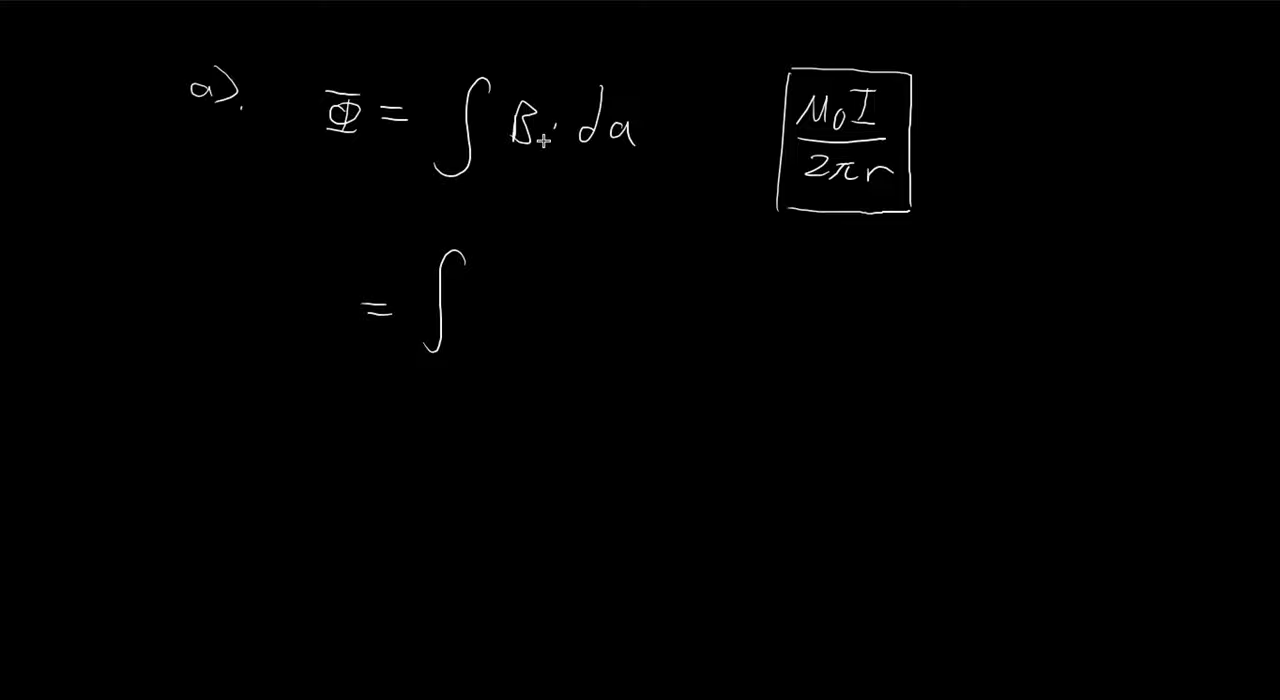 a). Φ = ∫ B · da
μ₀I
2πr
= ∫